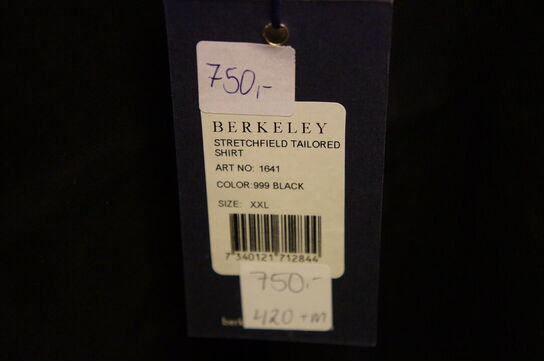 750,-
BERKELEY
STRETCHFIELD TAILORED
SHIRT
ART NO: 1641
COLOR:999 BLACK
SIZE: XXL
7 340121 712844
750,-
420 +m